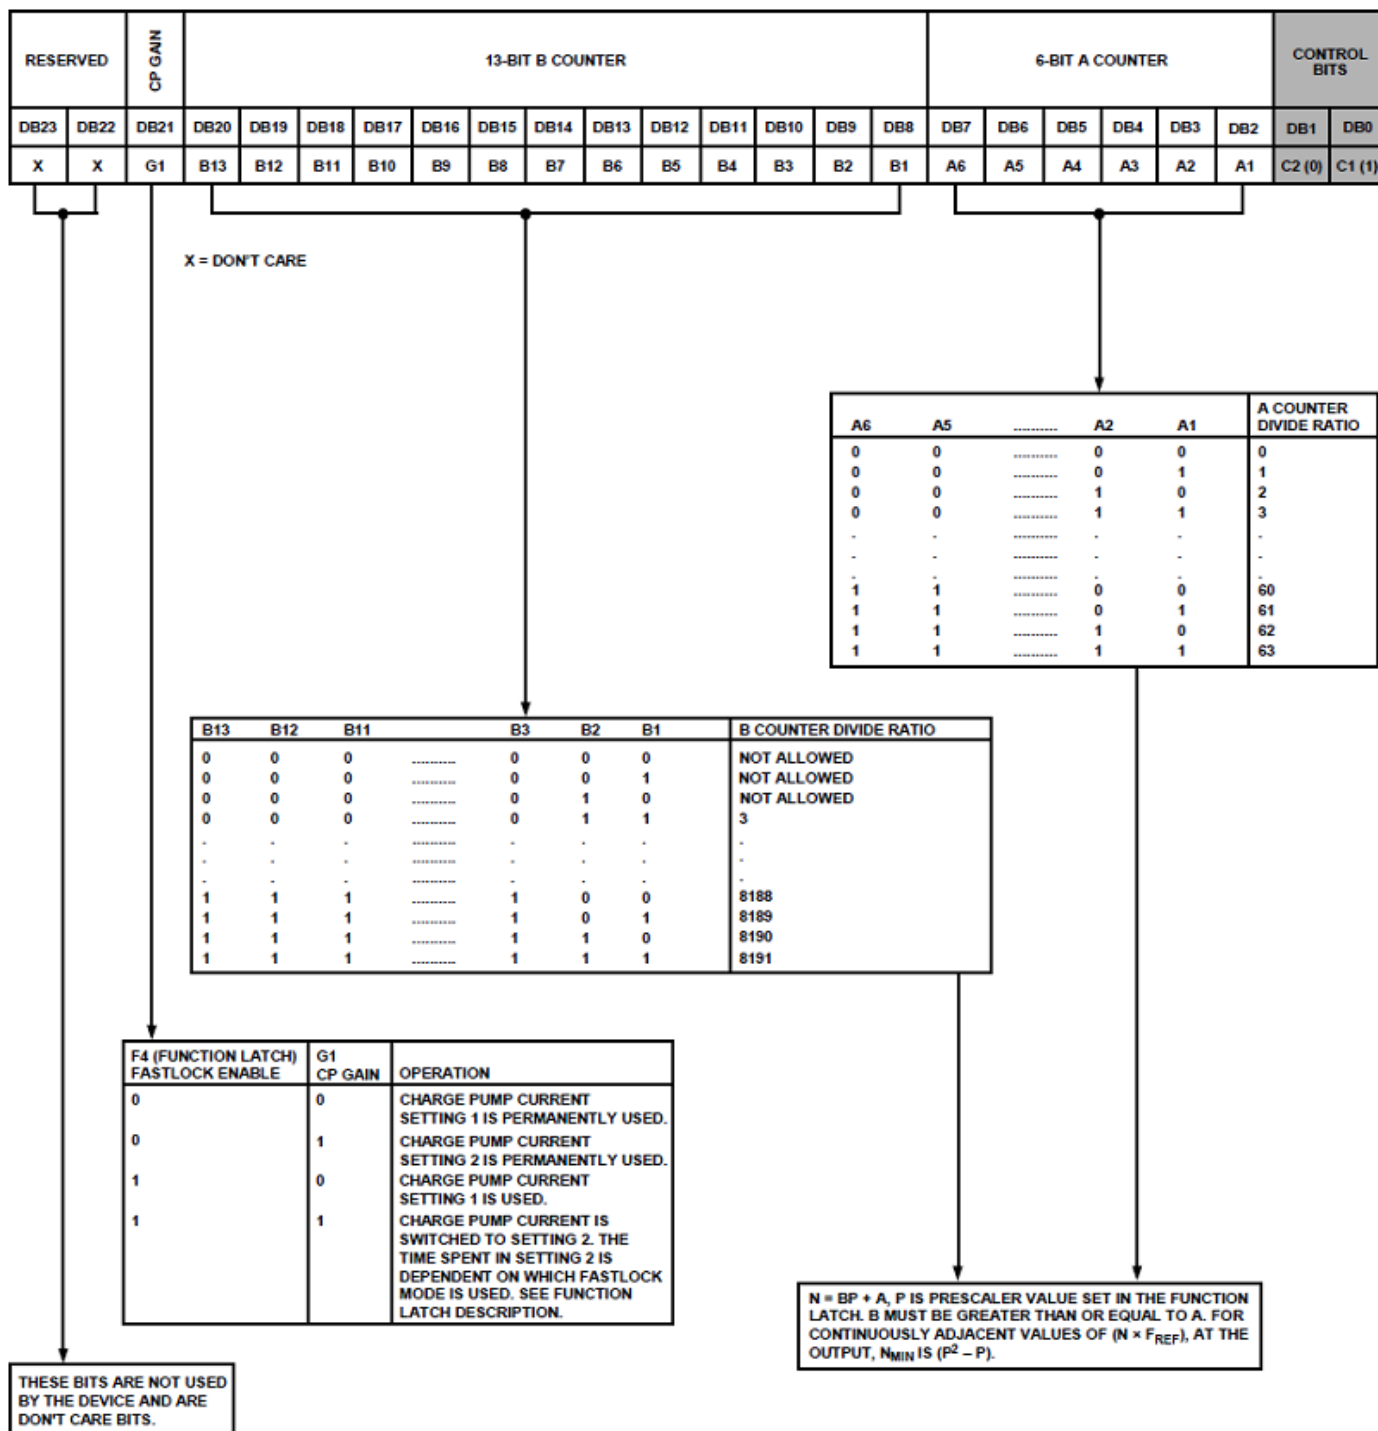 RESERVED CP GAIN 13-BIT B COUNTER 6-BIT A COUNTER CONTROL
BITS
DB23 DB22 DB21 DB20 DB19 DB18 DB17 DB16 DB15 DB14 DB13 DB12 DB11 DB10 DB9 DB8 DB7 DB6 DB5 DB4 DB3 DB2 DB1 DB0
X X G1 B13 B12 B11 B10 B9 B8 B7 B6 B5 B4 B3 B2 B1 A6 A5 A4 A3 A2 A1 C2 (0) C1 (1)
X = DON'T CARE
A COUNTER
A6 A5 .......... A2 A1 DIVIDE RATIO
0 0 .......... 0 0 0
0 0 .......... 0 1 1
0 0 .......... 1 0 2
0 0 .......... 1 1 3
. . .......... . . .
. . .......... . . .
. . .......... . . .
1 1 .......... 0 0 60
1 1 .......... 0 1 61
1 1 .......... 1 0 62
1 1 .......... 1 1 63
B13 B12 B11 B3 B2 B1 B COUNTER DIVIDE RATIO
0 0 0 .......... 0 0 0 NOT ALLOWED
0 0 0 .......... 0 0 1 NOT ALLOWED
0 0 0 .......... 0 1 0 NOT ALLOWED
0 0 0 .......... 0 1 1 3
. . . .......... . . . .
. . . .......... . . . .
. . . .......... . . . .
1 1 1 .......... 1 0 0 8188
1 1 1 .......... 1 0 1 8189
1 1 1 .......... 1 1 0 8190
1 1 1 .......... 1 1 1 8191
F4 (FUNCTION LATCH) G1
FASTLOCK ENABLE CP GAIN OPERATION
0 0 CHARGE PUMP CURRENT
SETTING 1 IS PERMANENTLY USED.
0 1 CHARGE PUMP CURRENT
SETTING 2 IS PERMANENTLY USED.
1 0 CHARGE PUMP CURRENT
SETTING 1 IS USED.
1 1 CHARGE PUMP CURRENT IS
SWITCHED TO SETTING 2. THE
TIME SPENT IN SETTING 2 IS
DEPENDENT ON WHICH FASTLOCK
MODE IS USED. SEE FUNCTION
LATCH DESCRIPTION.
N = BP + A, P IS PRESCALER VALUE SET IN THE FUNCTION
LATCH. B MUST BE GREATER THAN OR EQUAL TO A. FOR
CONTINUOUSLY ADJACENT VALUES OF (N × FREF), AT THE
OUTPUT, NMIN IS (P² – P).
THESE BITS ARE NOT USED
BY THE DEVICE AND ARE
DON'T CARE BITS.